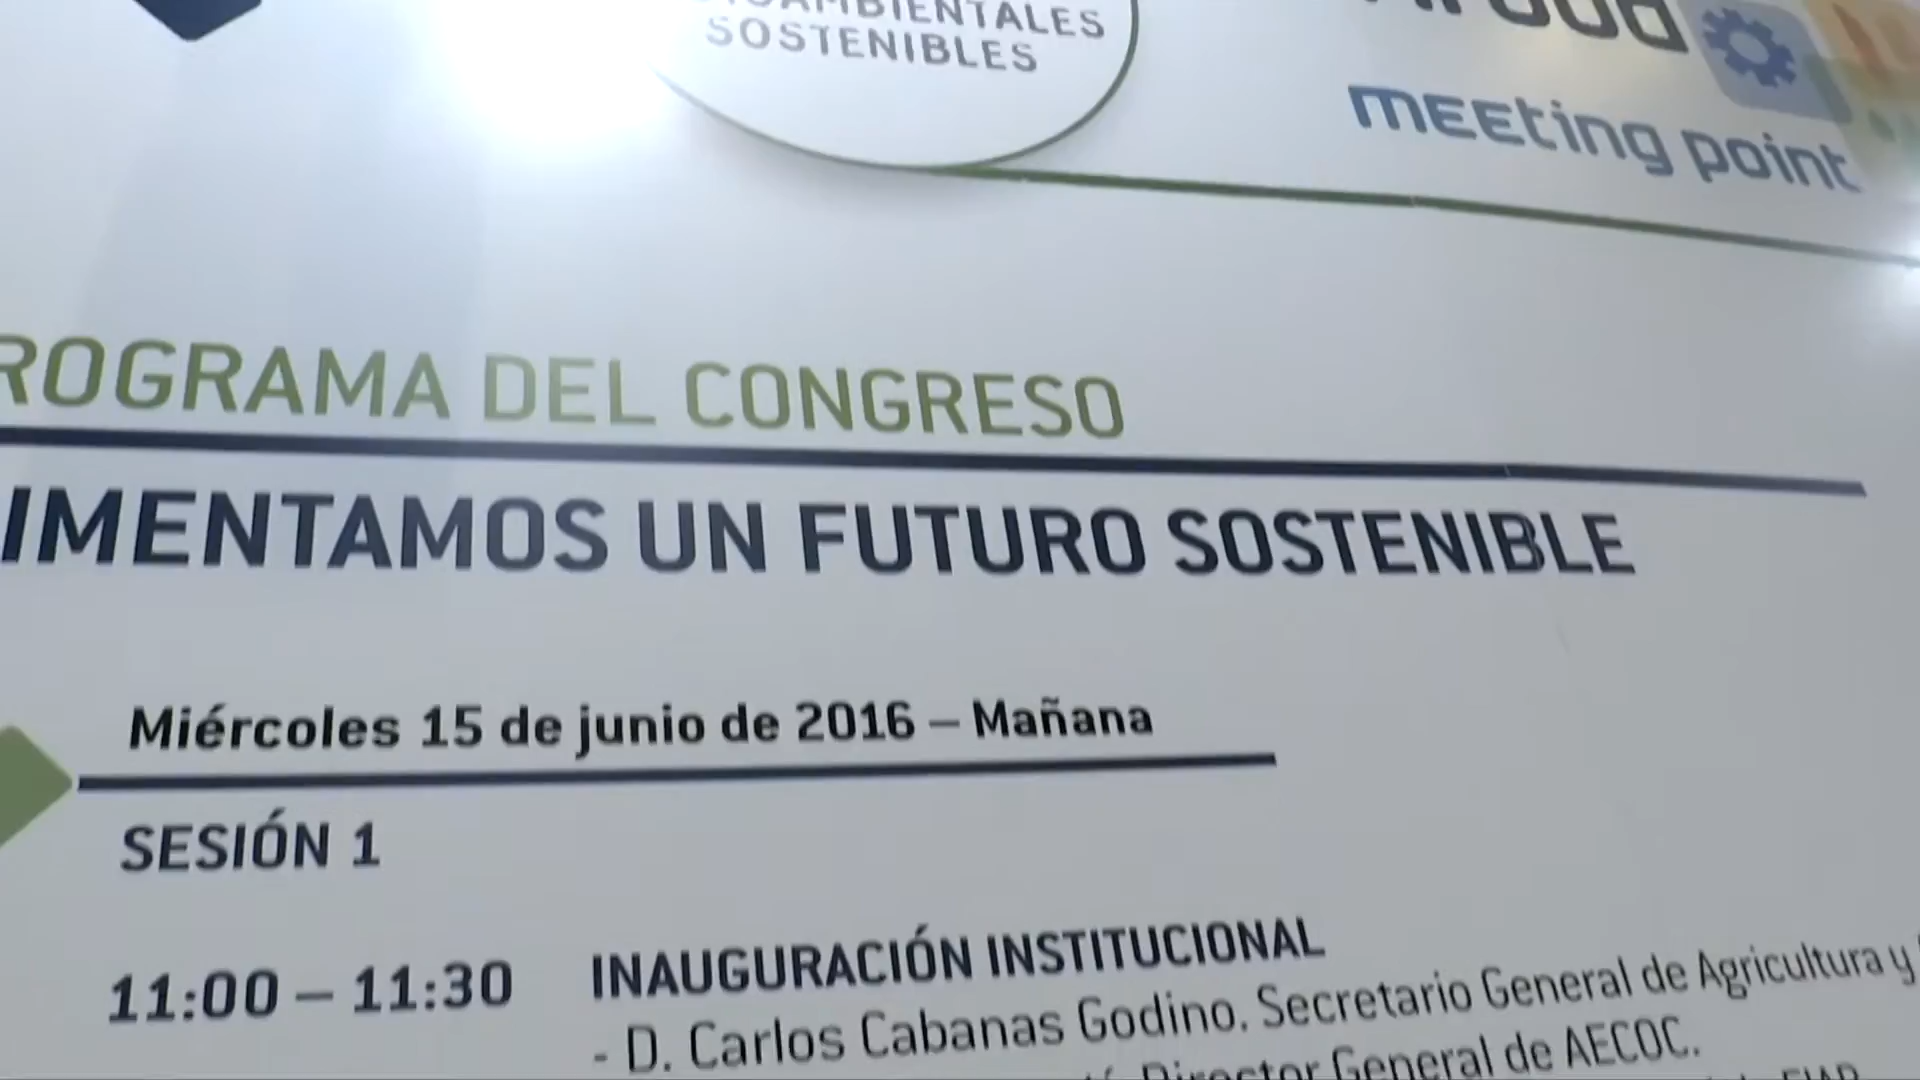 SOSTENIBLES
meeting point
PROGRAMA DEL CONGRESO
IMENTAMOS UN FUTURO SOSTENIBLE
Miércoles 15 de junio de 2016 – Mañana
SESIÓN 1
11:00 – 11:30 INAUGURACIÓN INSTITUCIONAL
- D. Carlos Cabanas Godino. Secretario General de Agricultura y
Director General de AECOC.